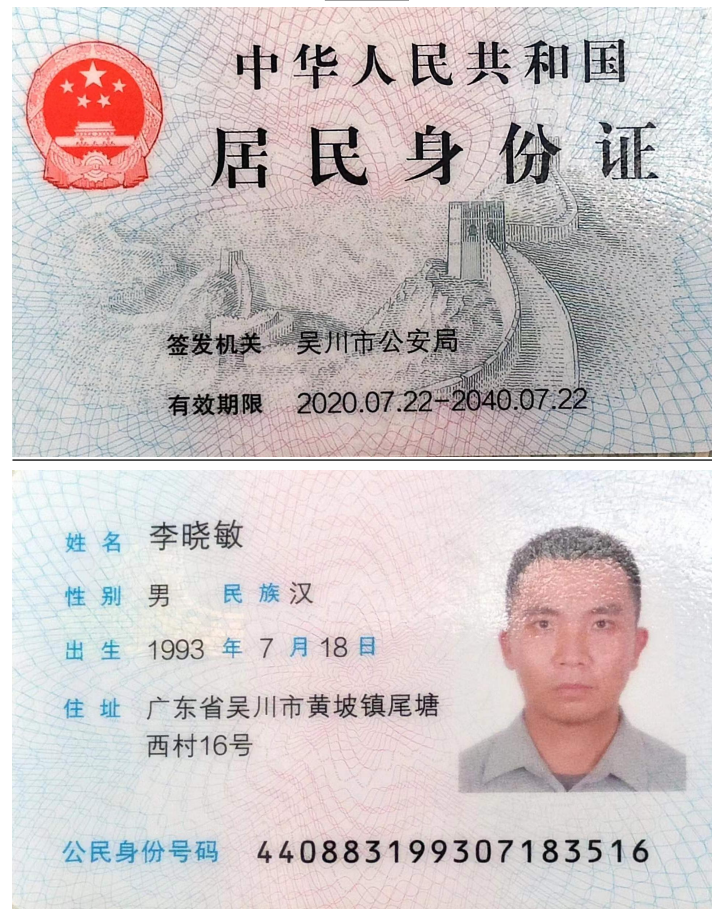 中华人民共和国
居民身份证
签发机关 吴川市公安局
有效期限 2020.07.22-2040.07.22
姓名 李晓敏
性别 男 民族 汉
出生 1993 年 7 月 18 日
住址 广东省吴川市黄坡镇尾塘
西村16号
公民身份号码 440883199307183516